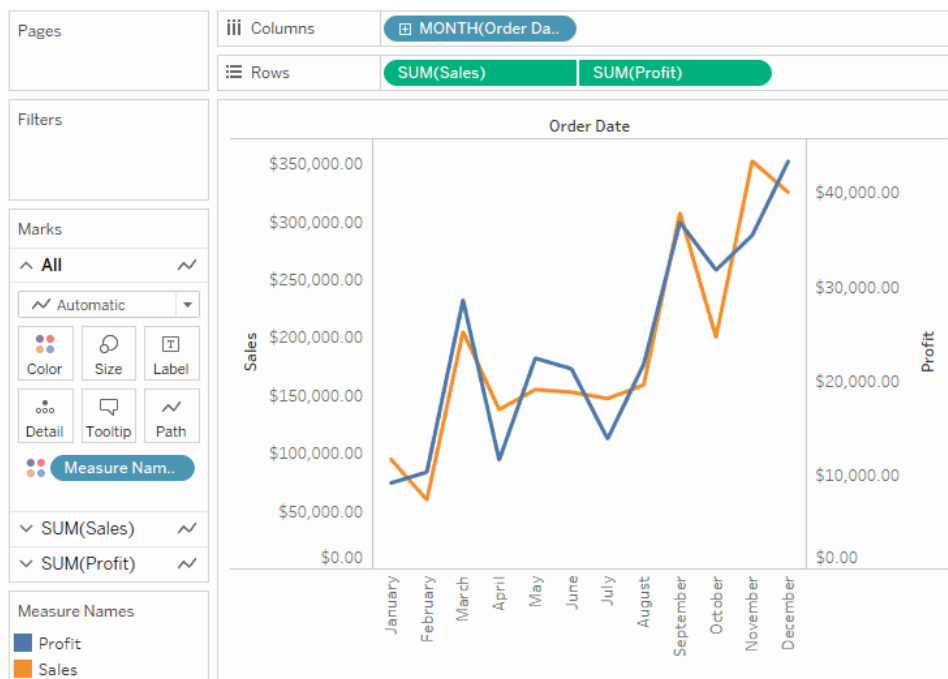 Pages
Columns
MONTH(Order Da..
Rows
SUM(Sales)
SUM(Profit)
Filters
Marks
All
Automatic
Color
Size
Label
Detail
Tooltip
Path
Measure Nam..
SUM(Sales)
SUM(Profit)
Measure Names
Profit
Sales
Order Date
Sales
$350,000.00
$300,000.00
$250,000.00
$200,000.00
$150,000.00
$100,000.00
$50,000.00
$0.00
$40,000.00
$30,000.00
$20,000.00
$10,000.00
$0.00
Profit
January
February
March
April
May
June
July
August
September
October
November
December